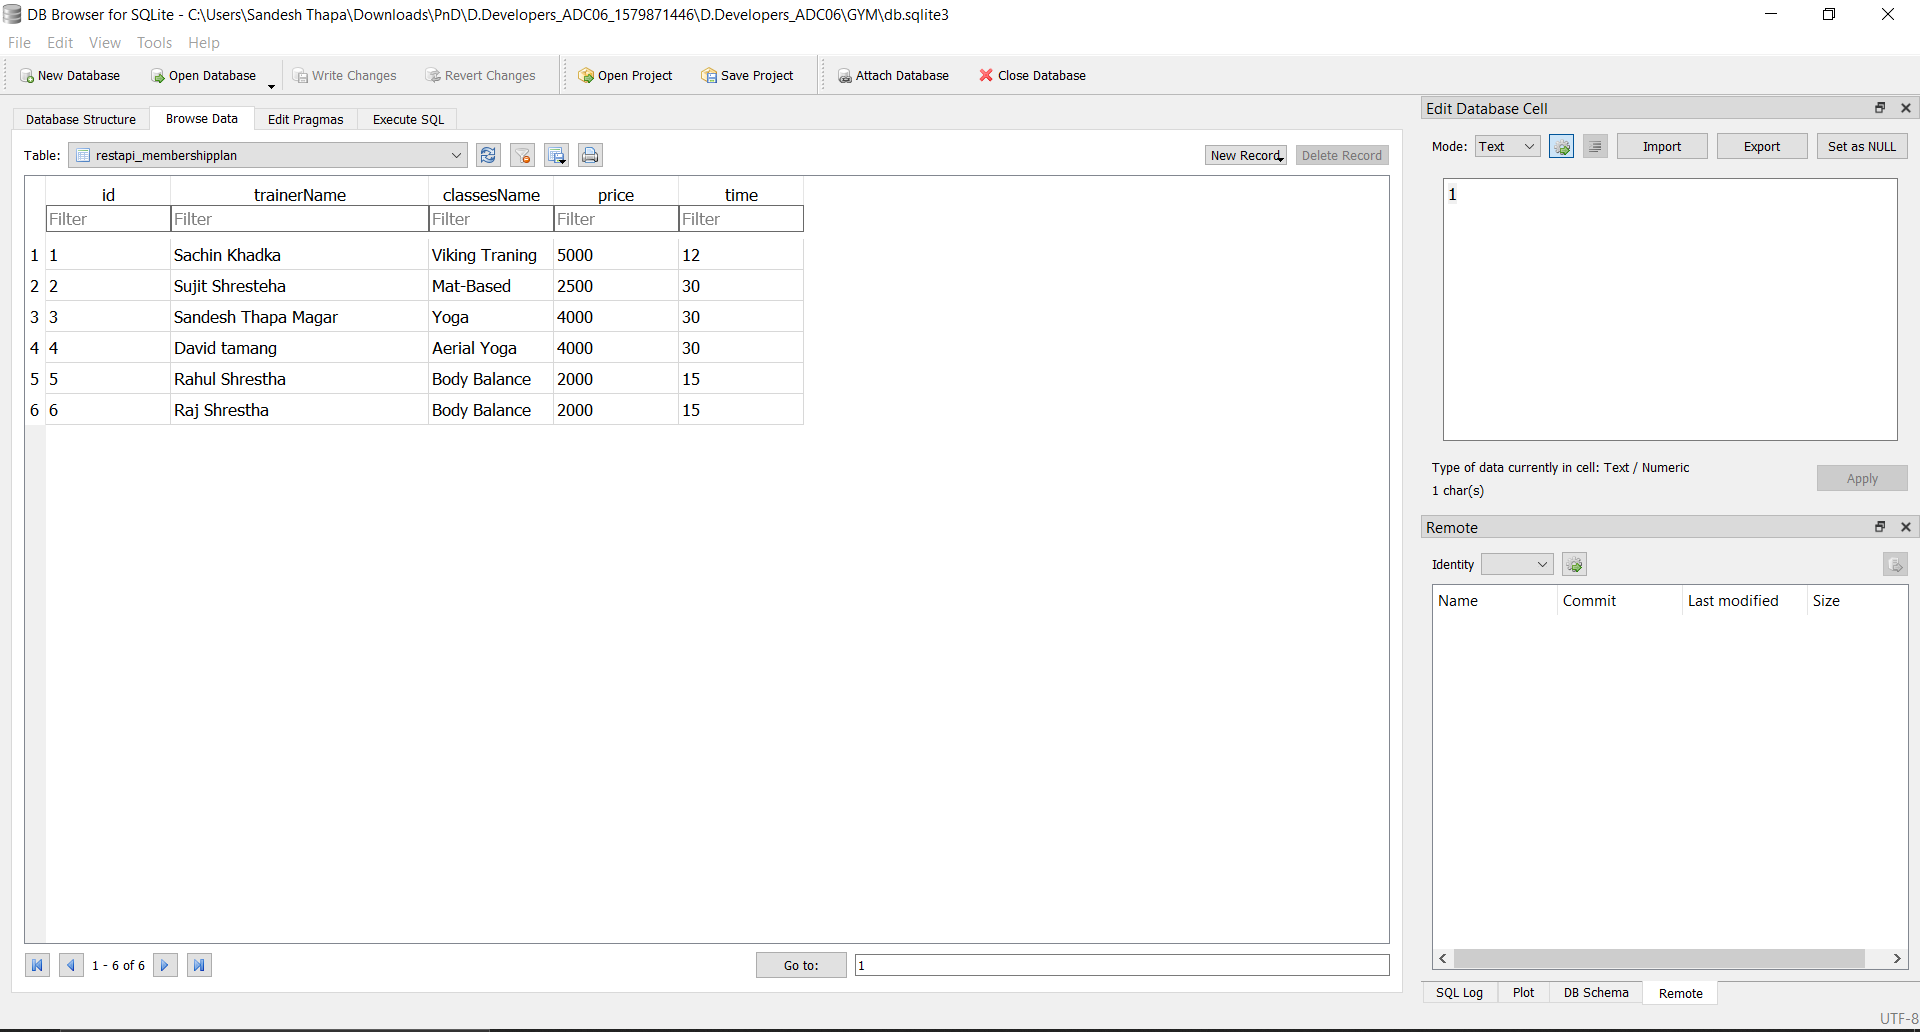 DB Browser for SQLite - C:\Users\Sandesh Thapa\Downloads\PnD\D.Developers_ADC06_1579871446\D.Developers_ADC06\GYM\db.sqlite3
File Edit View Tools Help
New Database Open Database Write Changes Revert Changes Open Project Save Project Attach Database Close Database
Database Structure Browse Data Edit Pragmas Execute SQL
Table: restapi_membershipplan New Record Delete Record
id trainerName classesName price time
Filter Filter Filter Filter Filter
1 1 Sachin Khadka Viking Traning 5000 12
2 2 Sujit Shresteha Mat-Based 2500 30
3 3 Sandesh Thapa Magar Yoga 4000 30
4 4 David tamang Aerial Yoga 4000 30
5 5 Rahul Shrestha Body Balance 2000 15
6 6 Raj Shrestha Body Balance 2000 15
1 - 6 of 6 Go to: 1
Edit Database Cell
Mode: Text Import Export Set as NULL
1
Type of data currently in cell: Text / Numeric
1 char(s)
Apply
Remote
Identity
Name Commit Last modified Size
SQL Log Plot DB Schema Remote
UTF-8